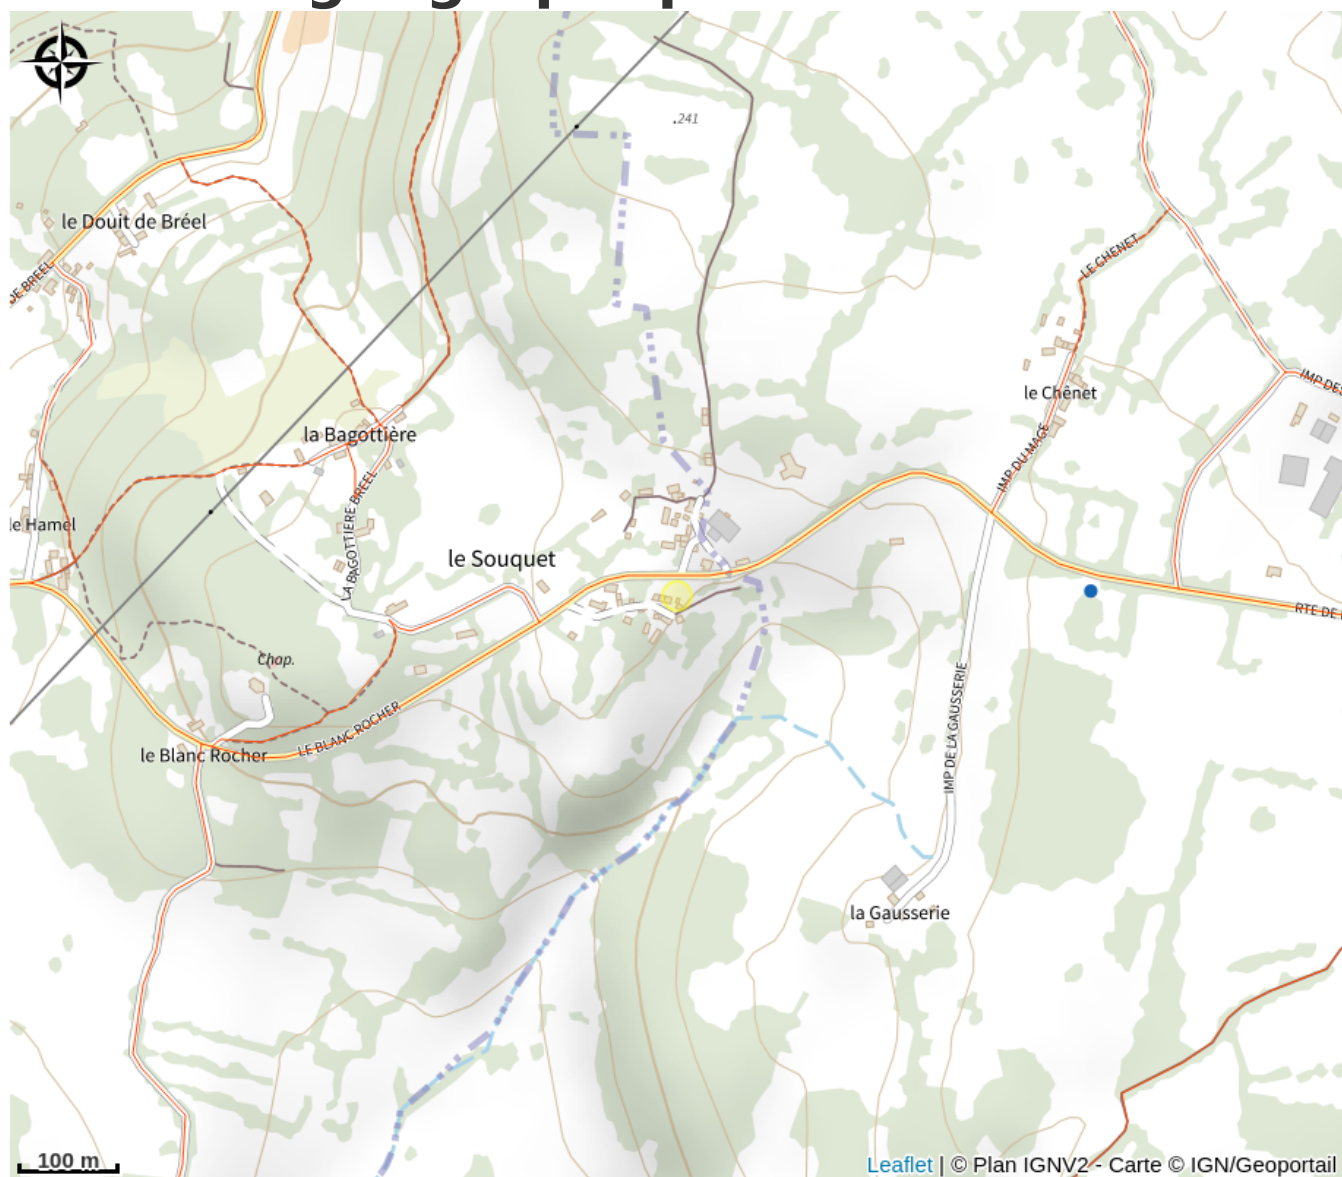 .241
le Douit de Bréel
DE BREEL
LE CHENET
le Chênet
IMP DES
la Bagottière
IMP DU MAGE
LA BAGOTTIERE BREEL
le Hamel
le Souquet
RTE DE
Chap.
LE BLANC ROCHER
le Blanc Rocher
IMP DE LA GAUSSERIE
la Gausserie
100 m
Leaflet | © Plan IGNV2 - Carte © IGN/Geoportail